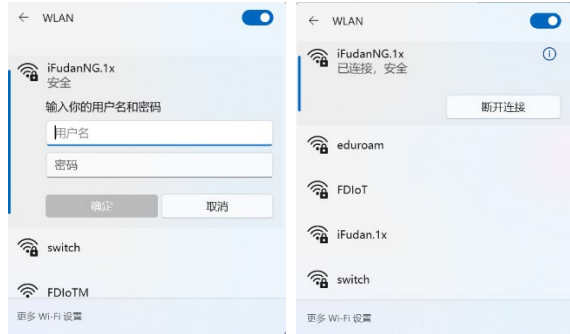 WLAN
iFudanNG.1x
安全
输入你的用户名和密码
用户名
密码
确定
取消
switch
FDIoTM
更多 Wi-Fi 设置
WLAN
iFudanNG.1x
已连接，安全
断开连接
eduroam
FDIoT
iFudan.1x
switch
更多 Wi-Fi 设置